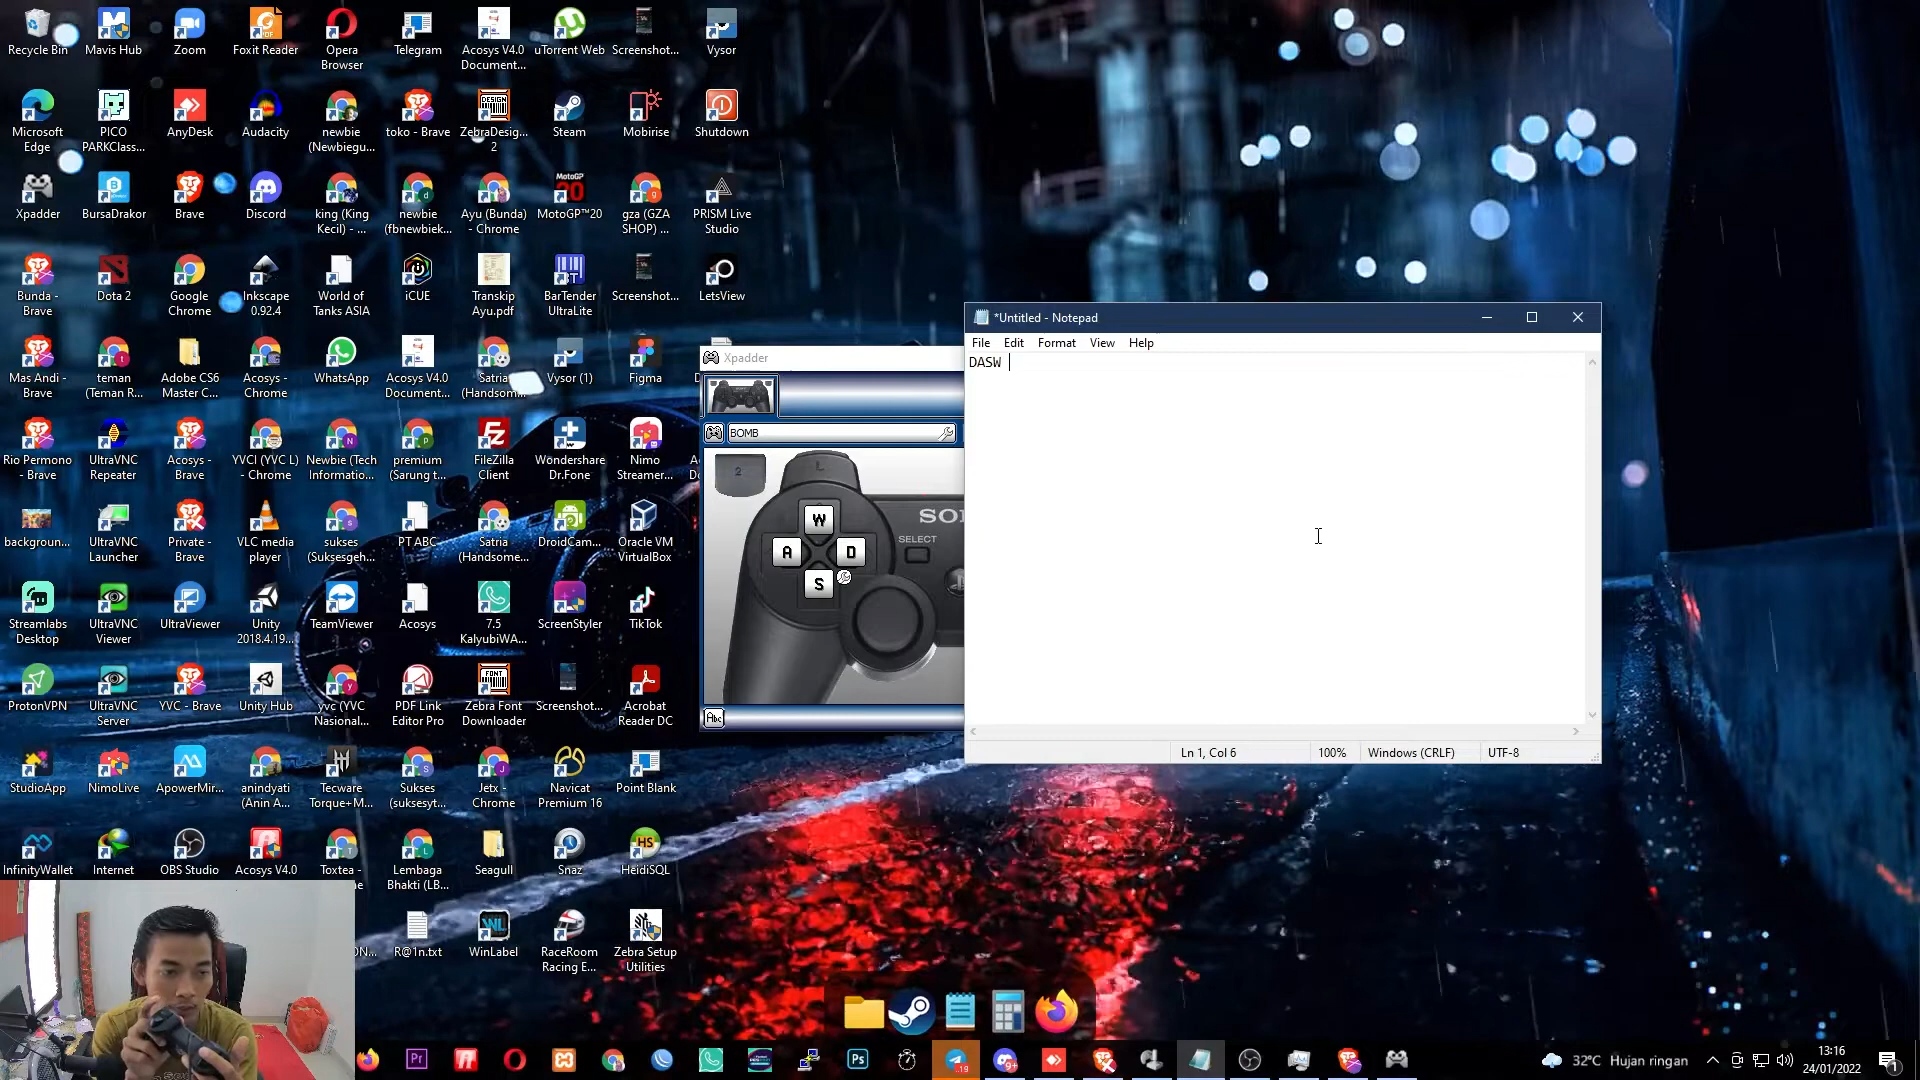 Recycle Bin
Mavis Hub
Zoom
Foxit Reader
Opera
Browser
Telegram
Acosys V4.0
Document...
uTorrent Web
Screenshot...
Vysor
Microsoft
Edge
PICO
PARKClass...
AnyDesk
Audacity
newbie
(Newbiegu...
toko - Brave
ZebraDesig...
2
Steam
Mobirise
Shutdown
Xpadder
BursaDrakor
Brave
Discord
king (King
Kecil) - ...
newbie
(fbnewbiek...
Ayu (Bunda)
- Chrome
MotoGP™20
gza (GZA
SHOP) ...
PRISM Live
Studio
Bunda -
Brave
Dota 2
Google
Chrome
Inkscape
0.92.4
World of
Tanks ASIA
iCUE
Transkip
Ayu.pdf
BarTender
UltraLite
Screenshot...
LetsView
Mas Andi -
Brave
teman
(Teman R...
Adobe CS6
Master C...
Acosys -
Chrome
WhatsApp
Acosys V4.0
Document...
Satria
(Handsom...
Vysor (1)
Figma
Rio Permono
- Brave
UltraVNC
Repeater
Acosys -
Brave
YVCI (YVC L)
- Chrome
Newbie (Tech
Informatio...
premium
(Sarung t...
FileZilla
Client
Wondershare
Dr.Fone
Nimo
Streamer...
backgroun...
UltraVNC
Launcher
Private -
Brave
VLC media
player
sukses
(Suksesgeh...
PT ABC
Satria
(Handsome...
DroidCam...
Oracle VM
VirtualBox
Streamlabs
Desktop
UltraVNC
Viewer
UltraViewer
Unity
2018.4.19...
TeamViewer
Acosys
7.5
KalyubiWA...
ScreenStyler
TikTok
ProtonVPN
UltraVNC
Server
YVC - Brave
Unity Hub
yvc (YVC
Nasional...
PDF Link
Editor Pro
Zebra Font
Downloader
Screenshot...
Acrobat
Reader DC
StudioApp
NimoLive
ApowerMir...
anindyati
(Anin A...
Tecware
Torque+M...
Sukses
(suksesyt...
Jetx -
Chrome
Navicat
Premium 16
Point Blank
InfinityWallet
Internet
OBS Studio
Acosys V4.0
Toxtea -
Lembaga
Bhakti (LB...
Seagull
Snaz
HeidiSQL
R@1n.txt
WinLabel
RaceRoom
Racing E...
Zebra Setup
Utilities
Xpadder
BOMB
2
L
W
A
D
S
SELECT
Abc
*Untitled - Notepad
File Edit Format View Help
DASW
Ln 1, Col 6
100%
Windows (CRLF)
UTF-8
32°C Hujan ringan
13:16
24/01/2022